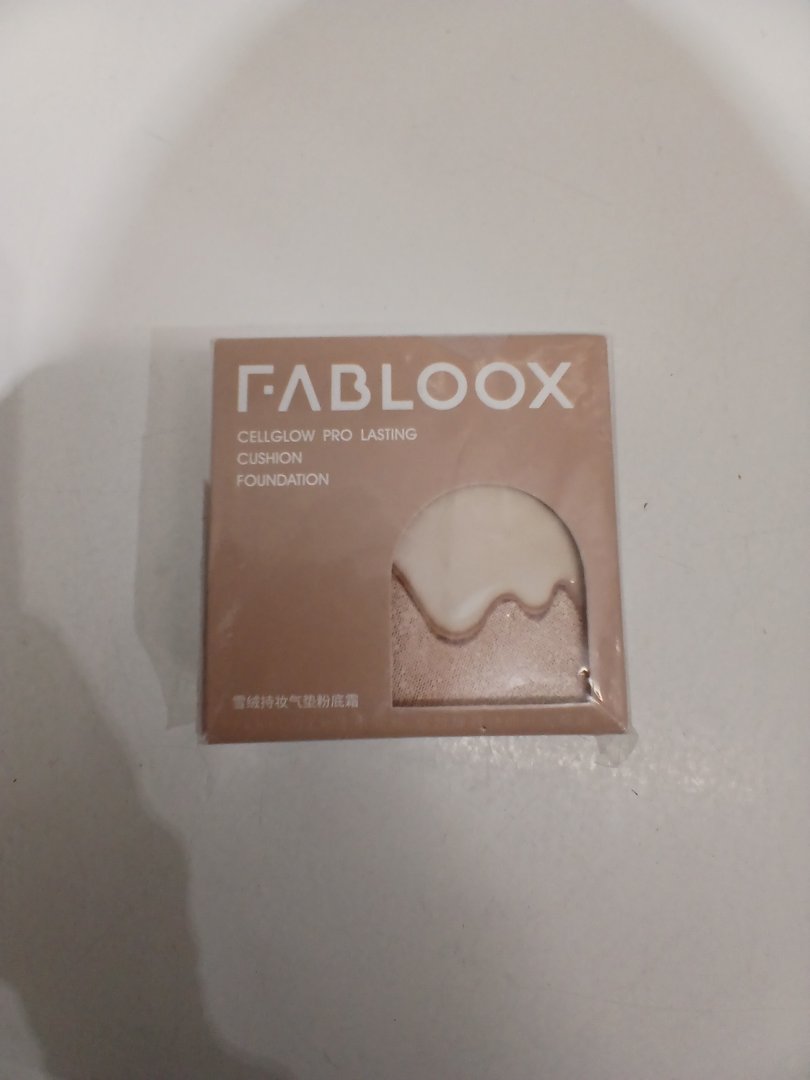 FABLOOX
CELLGLOW PRO LASTING
CUSHION
FOUNDATION
雪绒持妆气垫粉底霜